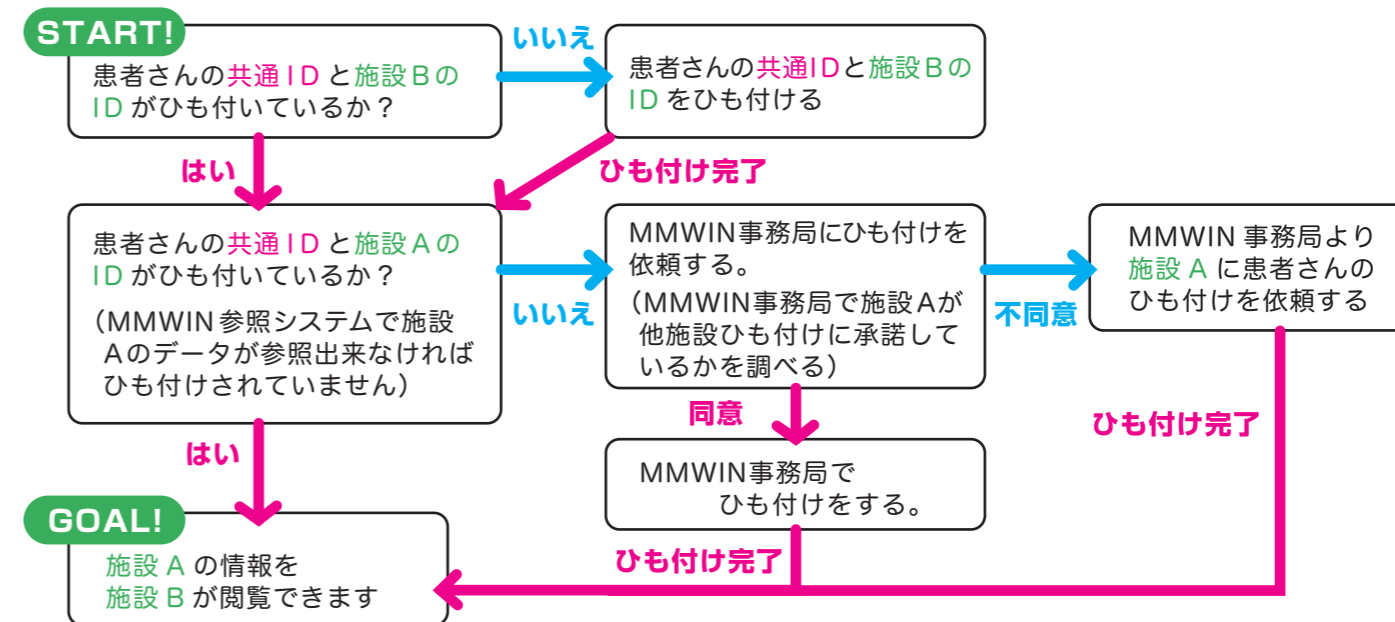 START!
患者さんの共通IDと施設Bの
IDがひも付いているか？
いいえ
患者さんの共通IDと施設Bの
IDをひも付ける
はい
ひも付け完了
患者さんの共通IDと施設Aの
IDがひも付いているか？
（MMWIN参照システムで施設
Aのデータが参照出来なければ
ひも付けされていません）
いいえ
MMWIN事務局にひも付けを
依頼する。
（MMWIN事務局で施設Aが
他施設ひも付けに承諾して
いるかを調べる）
不同意
MMWIN事務局より
施設Aに患者さんの
ひも付けを依頼する
はい
同意
ひも付け完了
MMWIN事務局で
ひも付けをする。
ひも付け完了
GOAL!
施設Aの情報を
施設Bが閲覧できます